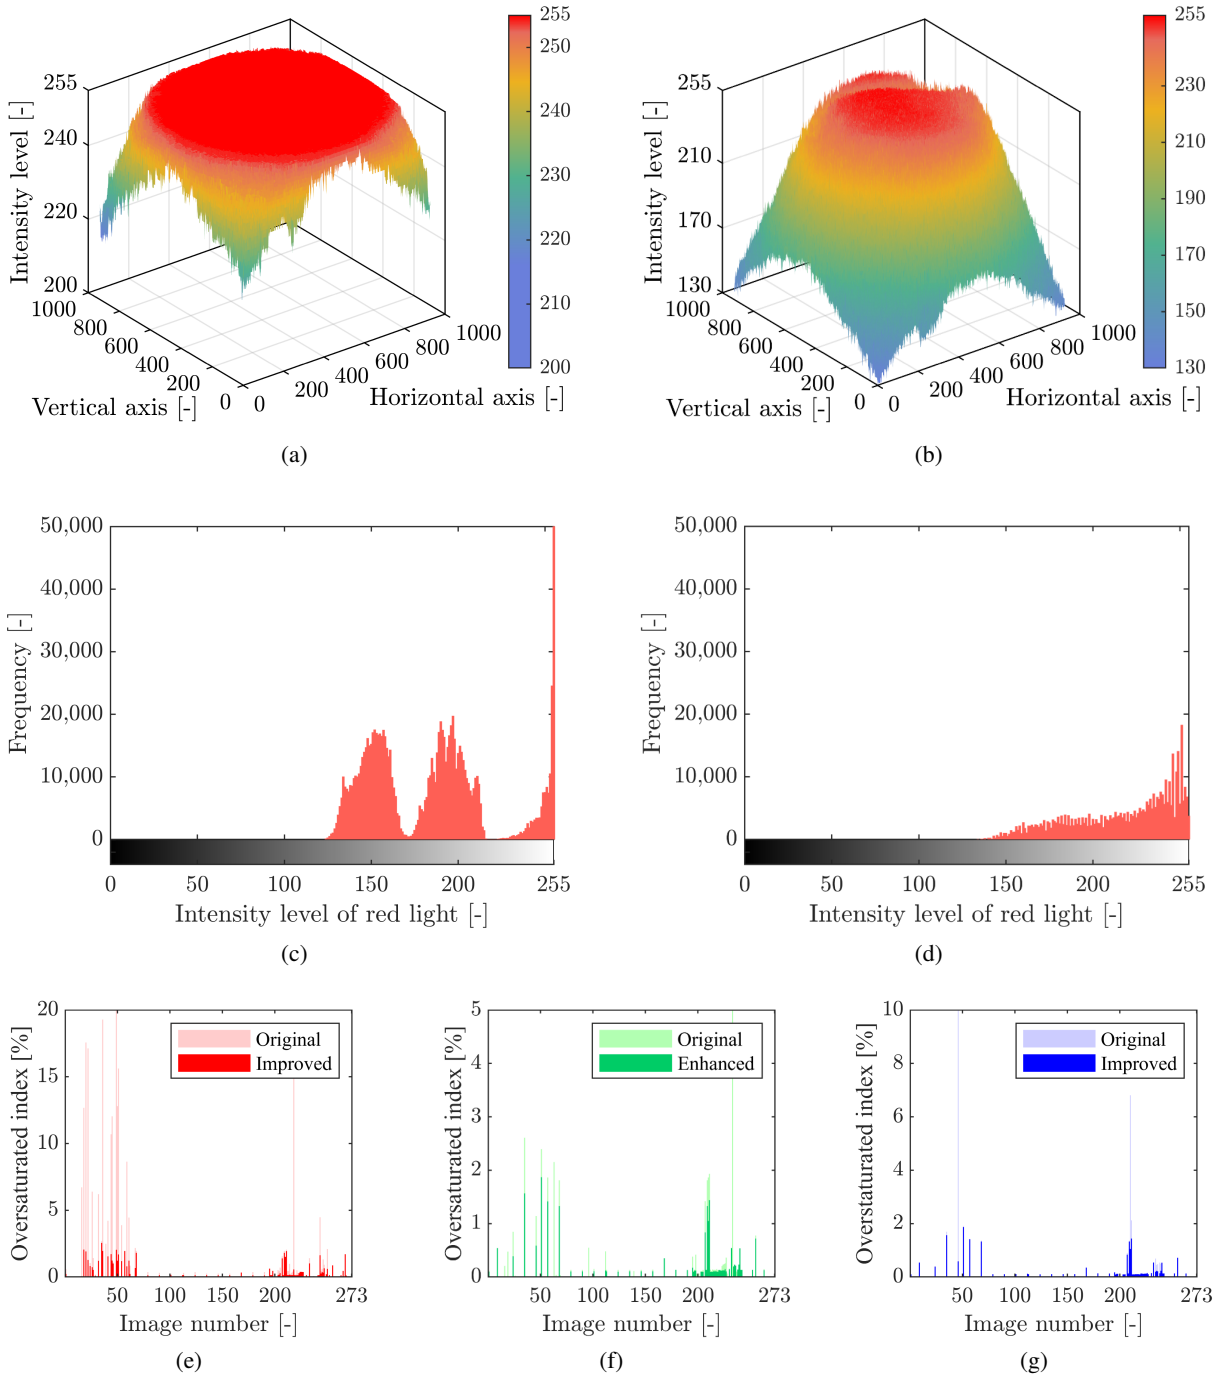 255
240
220
200
Intensity level [-]
1000
800
600
400
200
0
Vertical axis [-]
0
200
400
600
800
1000
Horizontal axis [-]
255
250
240
230
220
210
200
(a)
255
210
170
130
Intensity level [-]
1000
800
600
400
200
0
Vertical axis [-]
0
200
400
600
800
1000
Horizontal axis [-]
255
230
210
190
170
150
130
(b)
50,000
40,000
30,000
20,000
10,000
0
Frequency [-]
0 50 100 150 200 255
Intensity level of red light [-]
(c)
50,000
40,000
30,000
20,000
10,000
0
Frequency [-]
0 50 100 150 200 255
Intensity level of red light [-]
(d)
20
15
10
5
0
Oversaturated index [%]
Original
Improved
50 100 150 200 273
Image number [-]
(e)
5
4
3
2
1
0
Oversaturated index [%]
Original
Enhanced
50 100 150 200 273
Image number [-]
(f)
10
8
6
4
2
0
Overstaturated index [%]
Original
Improved
50 100 150 200 273
Image number [-]
(g)